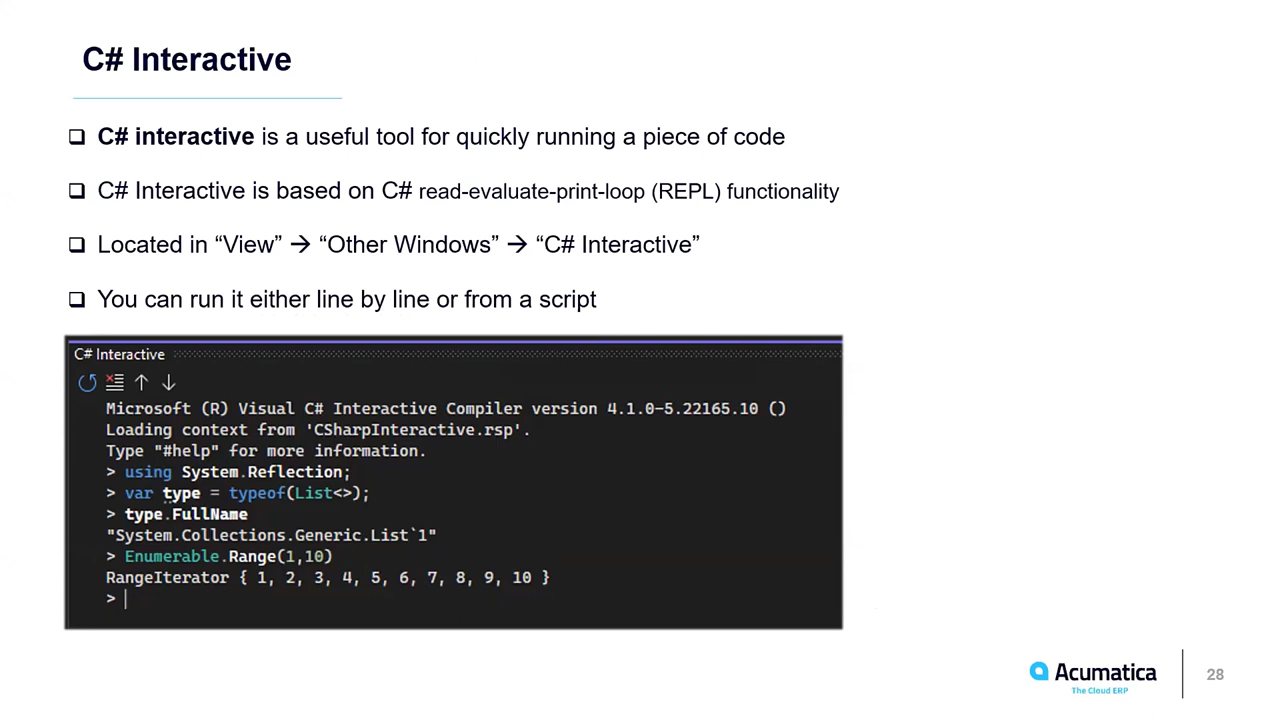 C# Interactive
C# interactive is a useful tool for quickly running a piece of code
C# Interactive is based on C# read-evaluate-print-loop (REPL) functionality
Located in “View” → “Other Windows” → “C# Interactive”
You can run it either line by line or from a script
C# Interactive
Microsoft (R) Visual C# Interactive Compiler version 4.1.0-5.22165.10 ()
Loading context from 'CSharpInteractive.rsp'.
Type "#help" for more information.
> using System.Reflection;
> var type = typeof(List<>);
> type.FullName
"System.Collections.Generic.List`1"
> Enumerable.Range(1,10)
RangeIterator { 1, 2, 3, 4, 5, 6, 7, 8, 9, 10 }
>
Acumatica
The Cloud ERP
28